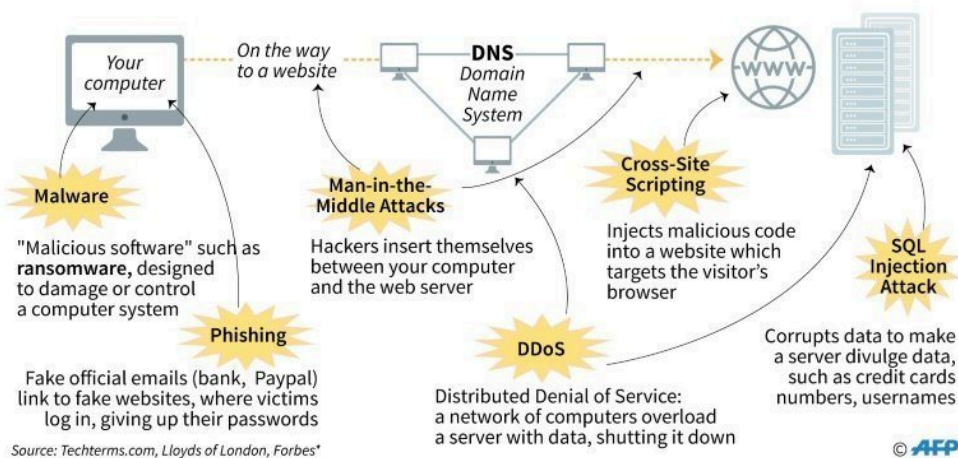 Your
computer
On the way
to a website
DNS
Domain
Name
System
WWW
Malware
"Malicious software" such as
ransomware, designed
to damage or control
a computer system
Phishing
Fake official emails (bank, Paypal)
link to fake websites, where victims
log in, giving up their passwords
Man-in-the-
Middle Attacks
Hackers insert themselves
between your computer
and the web server
DDoS
Distributed Denial of Service:
a network of computers overload
a server with data, shutting it down
Cross-Site
Scripting
Injects malicious code
into a website which
targets the visitor's
browser
SQL
Injection
Attack
Corrupts data to make
a server divulge data,
such as credit cards
numbers, usernames
Source: Techterms.com, Lloyds of London, Forbes*
© AFP